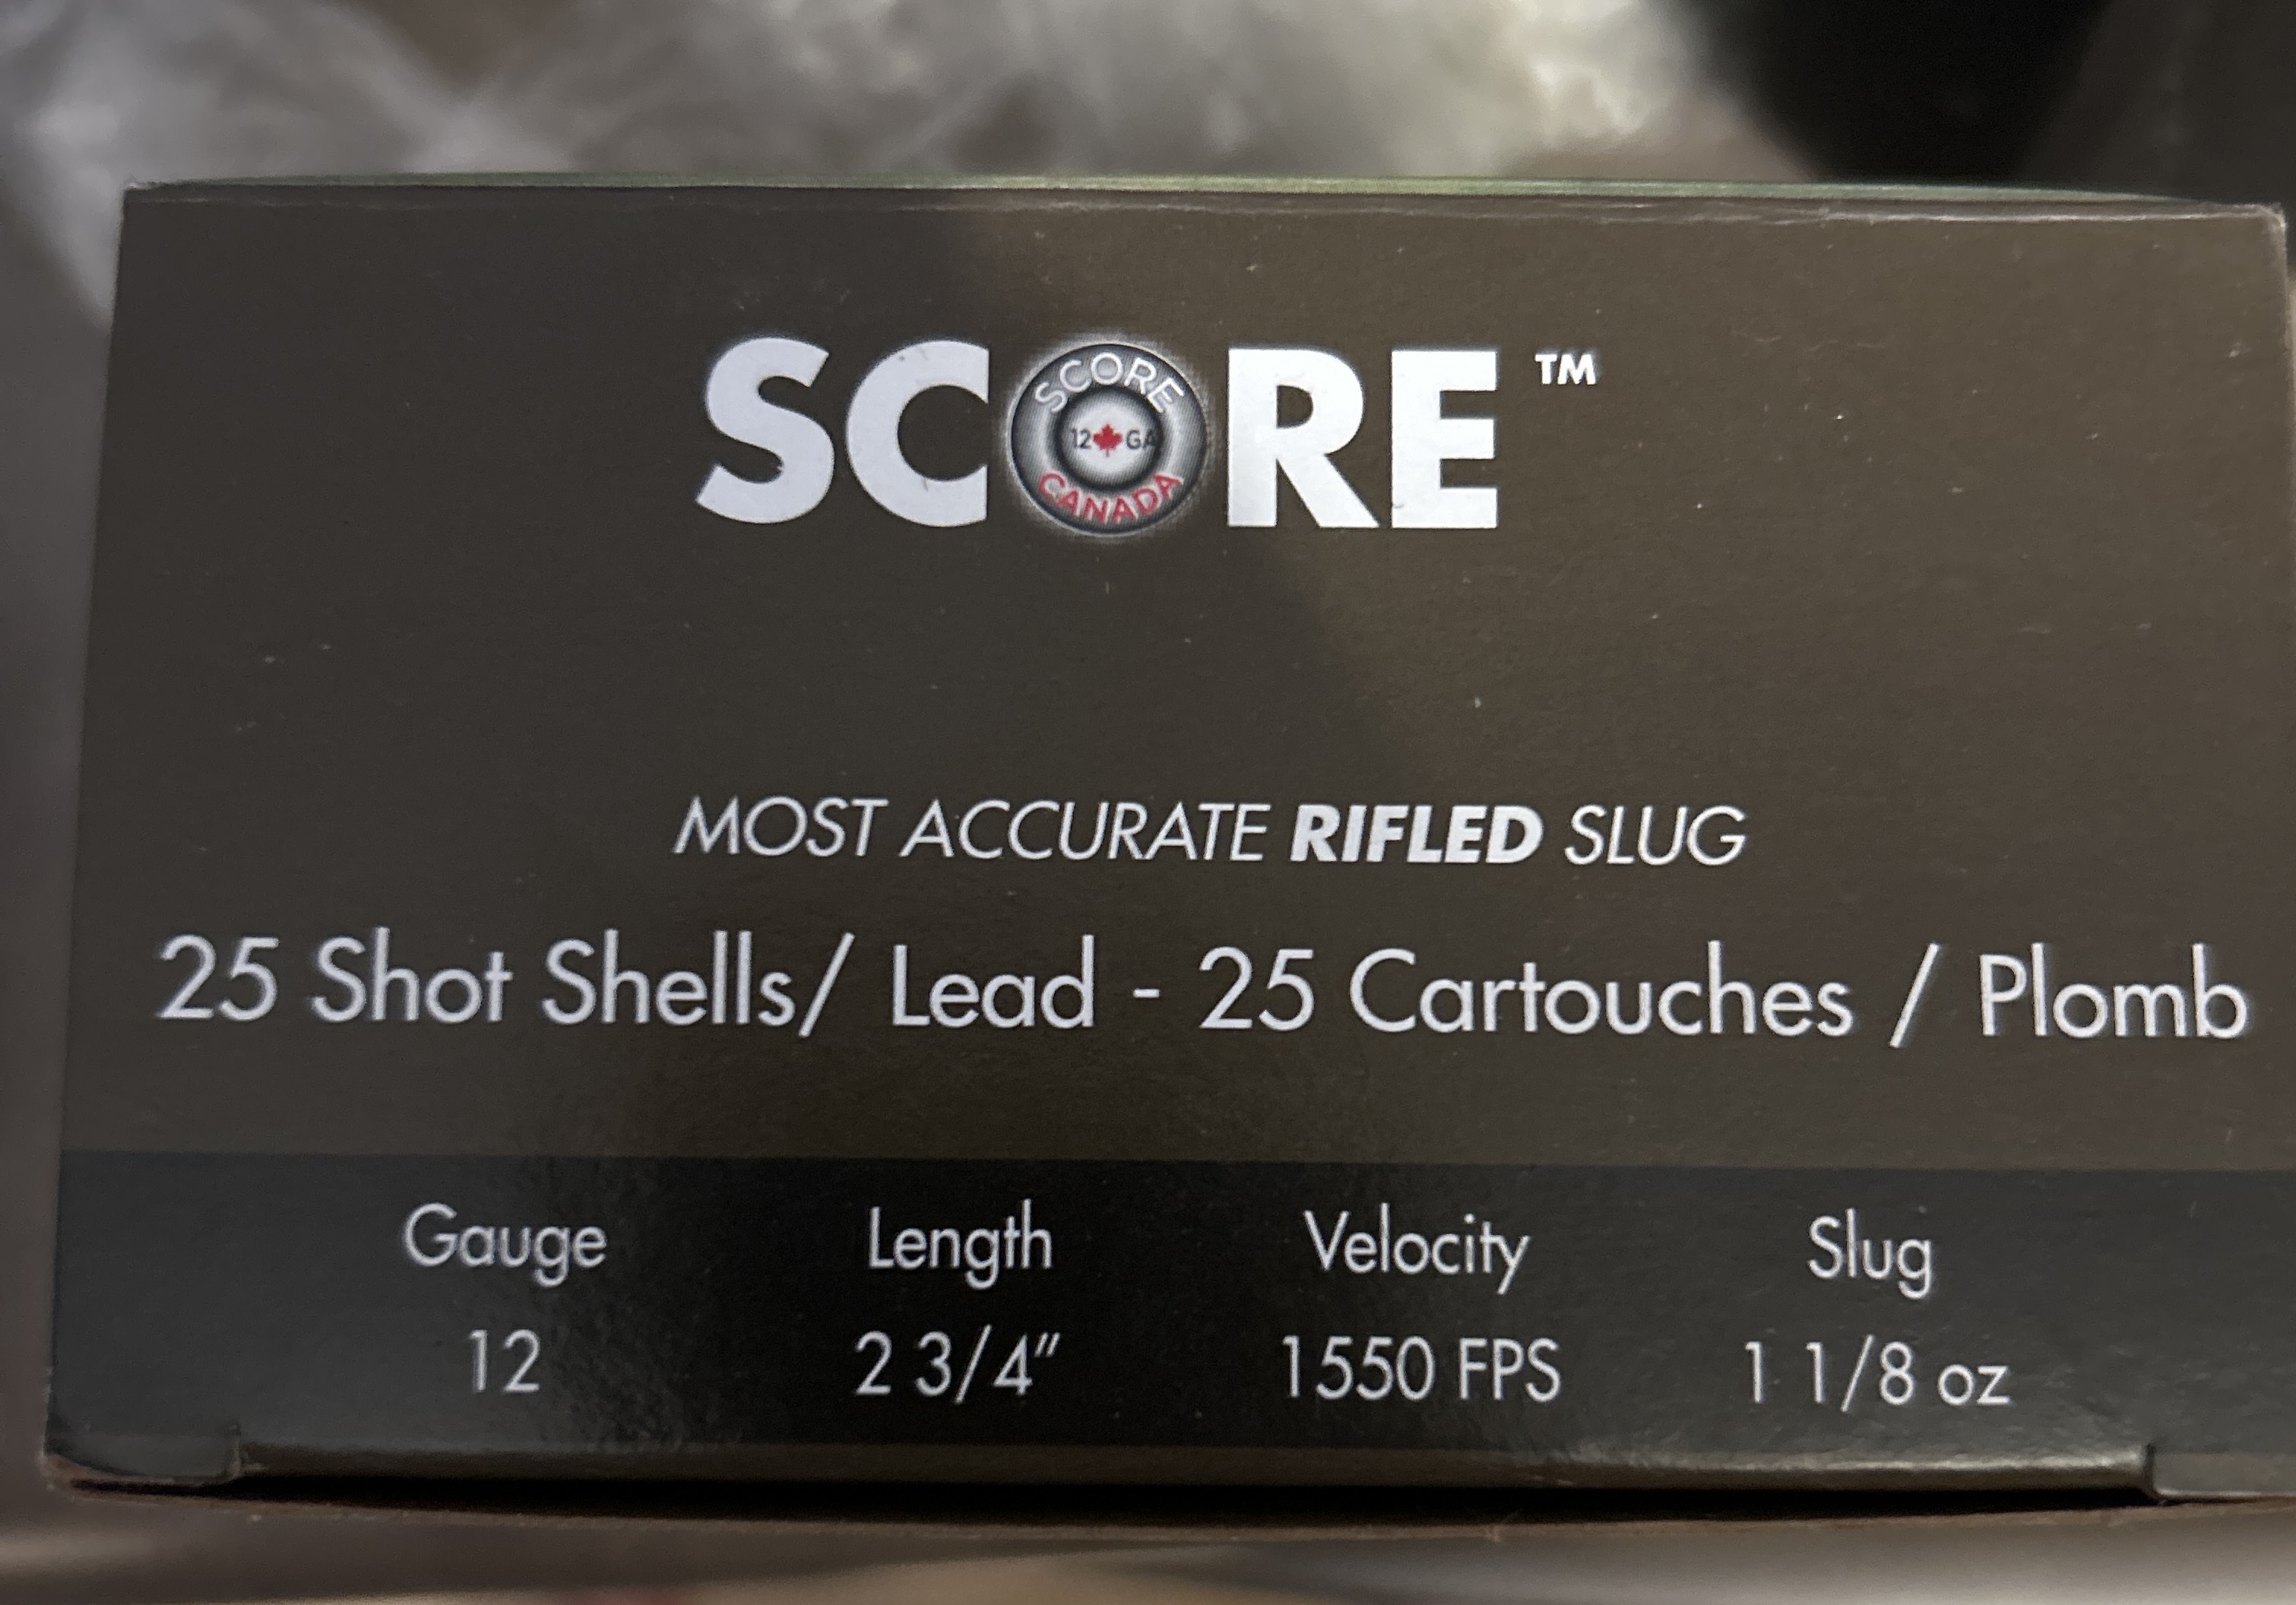 SCORE™
SCORE
12 GA
CANADA
MOST ACCURATE RIFLED SLUG
25 Shot Shells/ Lead - 25 Cartouches / Plomb
Gauge Length Velocity Slug
12 2 3/4" 1550 FPS 1 1/8 oz